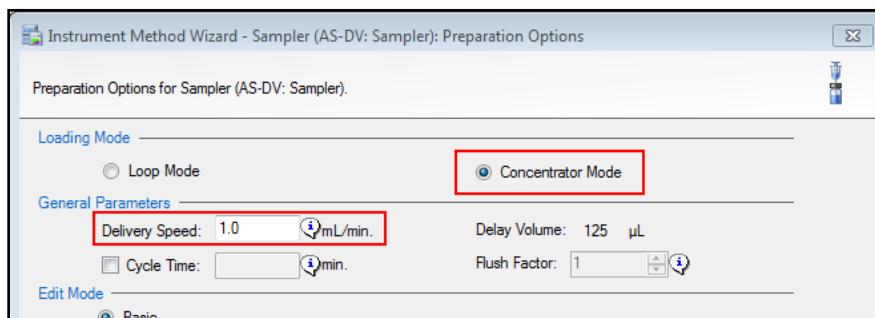 Instrument Method Wizard - Sampler (AS-DV: Sampler): Preparation Options
Preparation Options for Sampler (AS-DV: Sampler).
Loading Mode
Loop Mode Concentrator Mode
General Parameters
Delivery Speed: 1.0 mL/min. Delay Volume: 125 µL
Cycle Time: min. Flush Factor: 1
Edit Mode
Basic